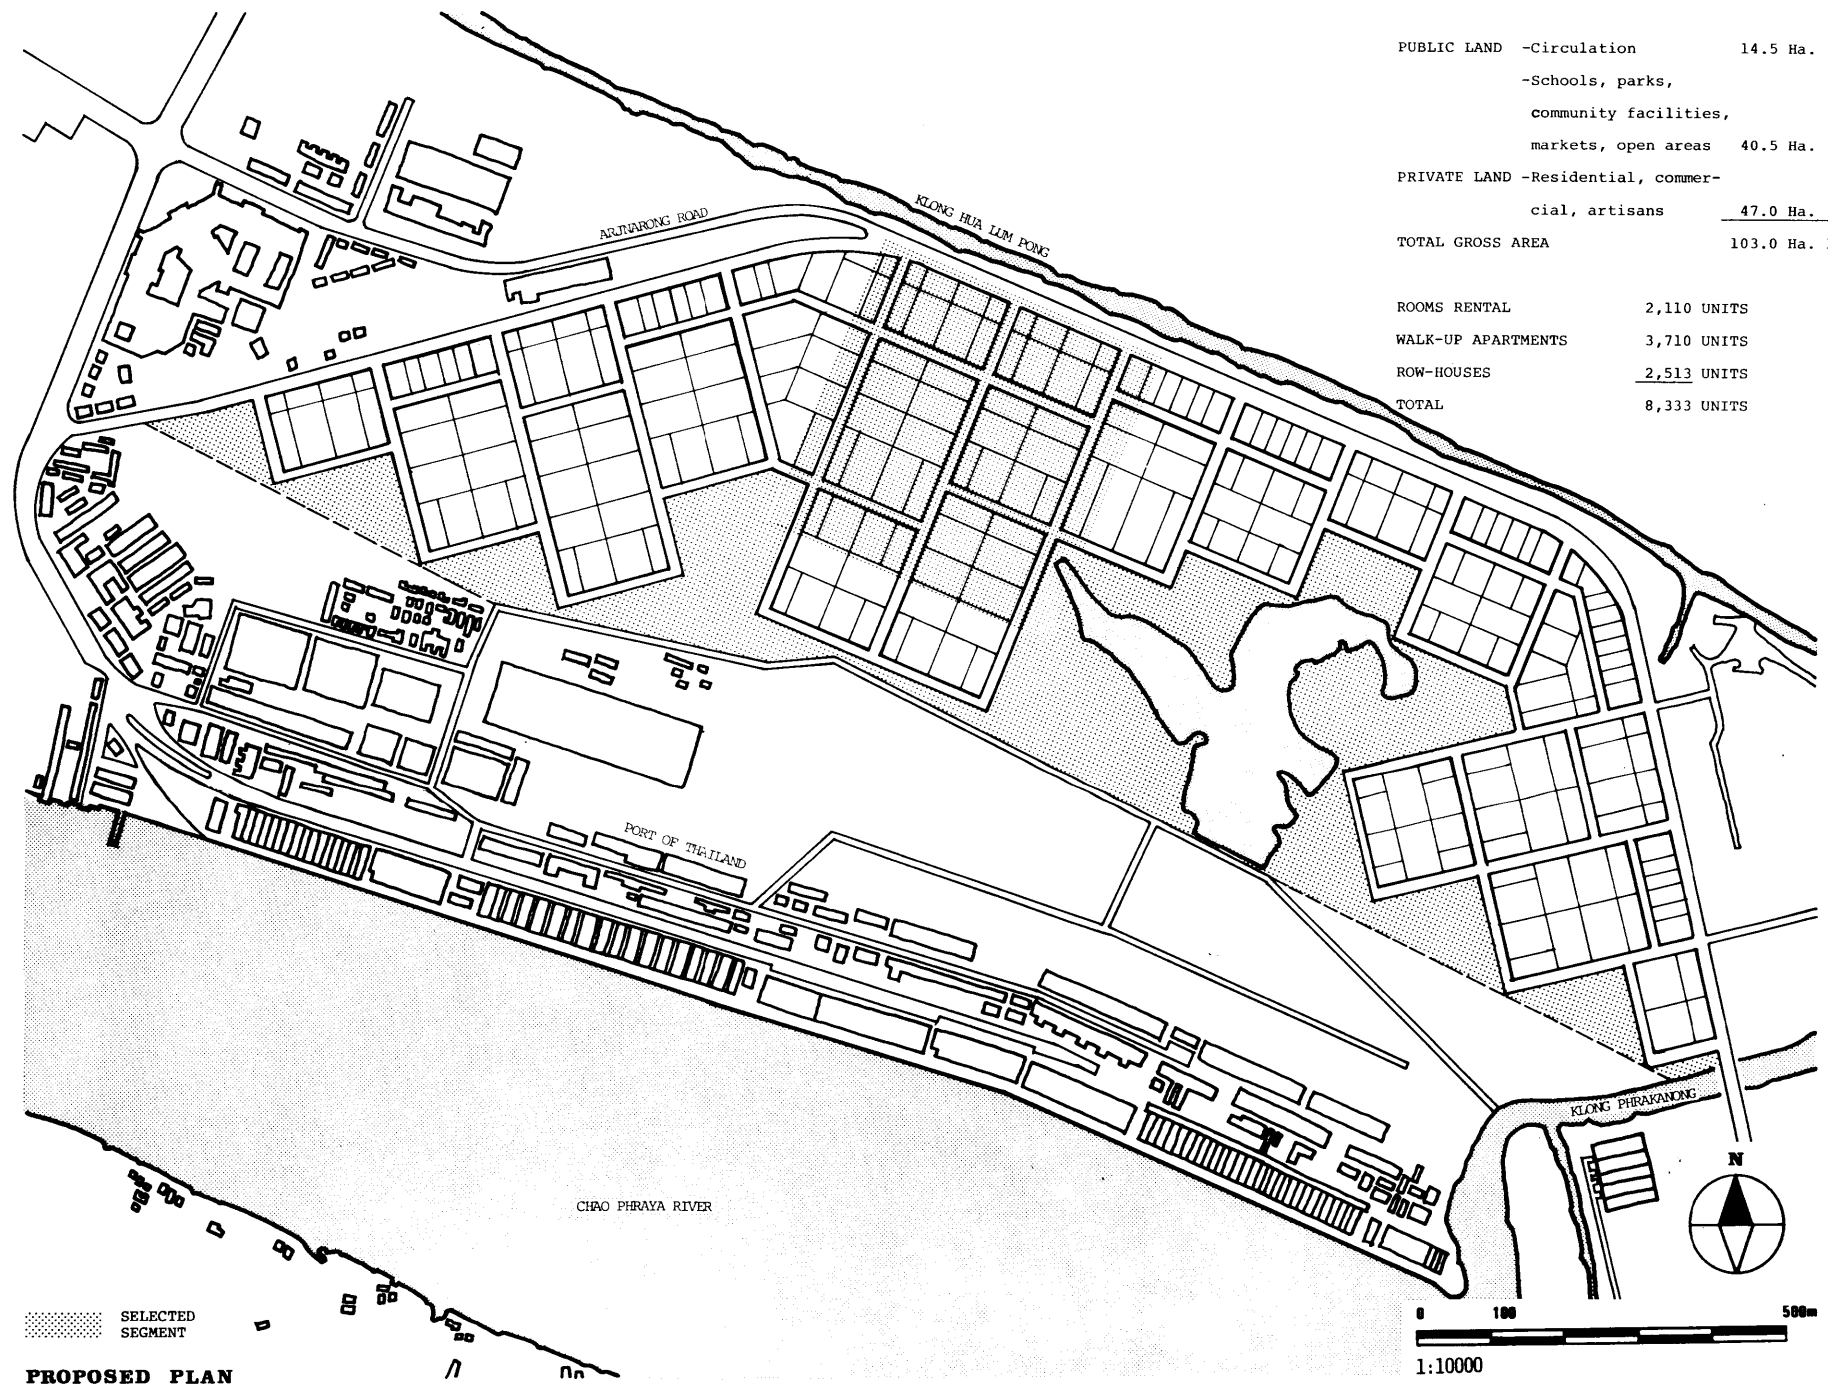 PUBLIC LAND -Circulation 14.5 Ha.
-Schools, parks,
community facilities,
markets, open areas 40.5 Ha.
PRIVATE LAND -Residential, commer-
cial, artisans 47.0 Ha.
TOTAL GROSS AREA 103.0 Ha.
ROOMS RENTAL 2,110 UNITS
WALK-UP APARTMENTS 3,710 UNITS
ROW-HOUSES 2,513 UNITS
TOTAL 8,333 UNITS
KLONG HUA LUM PONG
ARJNARONG ROAD
PORT OF THAILAND
KLONG PHRAKANONG
CHAO PHRAYA RIVER
N
SELECTED
SEGMENT
PROPOSED PLAN
0 100 500m
1:10000